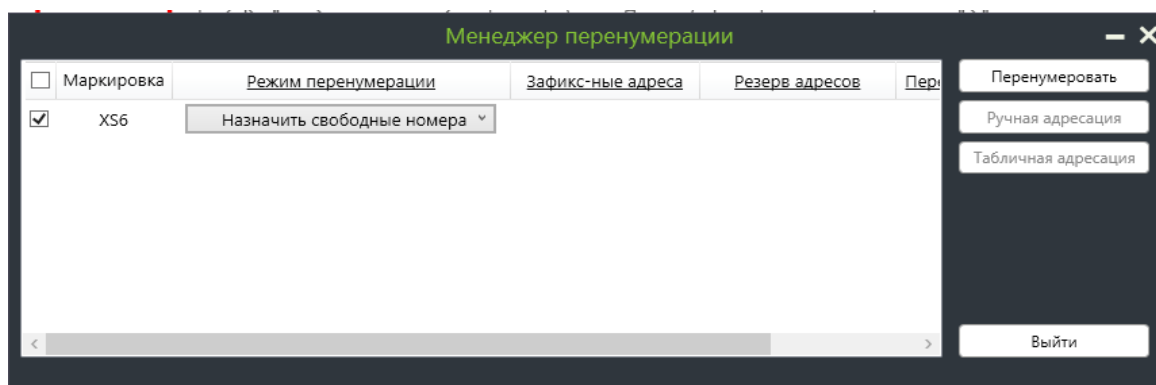 Менеджер перенумерации
Маркировка Режим перенумерации Зафикс-ные адреса Резерв адресов
Перенумеровать
XS6 Назначить свободные номера
Ручная адресация
Табличная адресация
Выйти